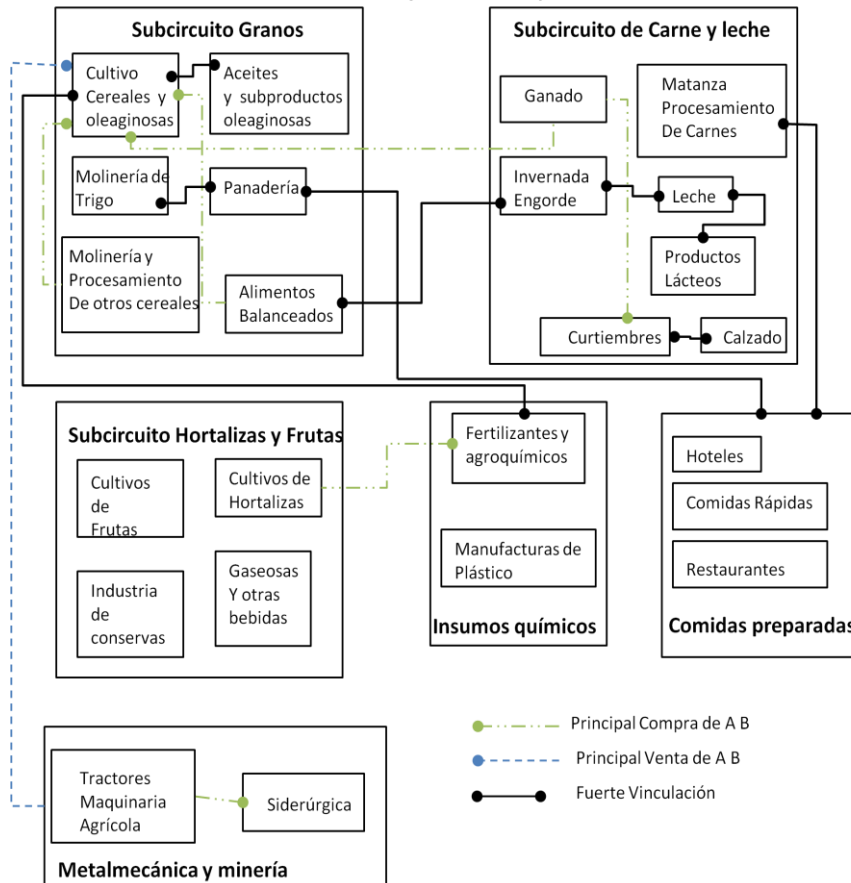 Subcircuito Granos
Cultivo
Cereales y
oleaginosas
Aceites
y subproductos
oleaginosas
Molinería de
Trigo
Panadería
Molinería y
Procesamiento
De otros cereales
Alimentos
Balanceados
Subcircuito de Carne y leche
Ganado
Matanza
Procesamiento
De Carnes
Invernada
Engorde
Leche
Productos
Lácteos
Curtiembres
Calzado
Subcircuito Hortalizas y Frutas
Cultivos
de
Frutas
Cultivos de
Hortalizas
Industria
de
conservas
Gaseosas
Y otras
bebidas
Fertilizantes y
agroquímicos
Manufacturas de
Plástico
Insumos químicos
Hoteles
Comidas Rápidas
Restaurantes
Comidas preparadas
Tractores
Maquinaria
Agrícola
Siderúrgica
Metalmecánica y minería
Principal Compra de A B
Principal Venta de A B
Fuerte Vinculación